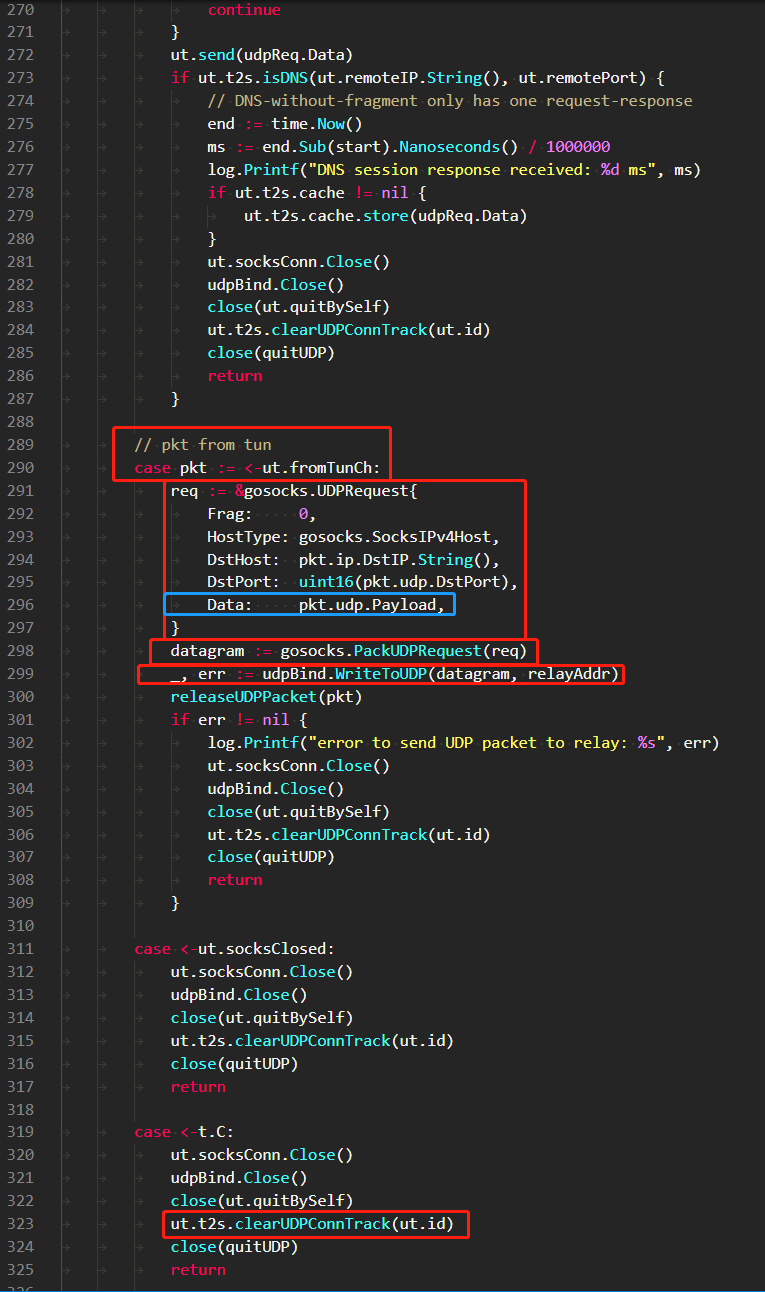 270 continue
271 }
272 ut.send(udpReq.Data)
273 if ut.t2s.isDNS(ut.remoteIP.String(), ut.remotePort) {
274 // DNS-without-fragment only has one request-response
275 end := time.Now()
276 ms := end.Sub(start).Nanoseconds() / 1000000
277 log.Printf("DNS session response received: %d ms", ms)
278 if ut.t2s.cache != nil {
279 ut.t2s.cache.store(udpReq.Data)
280 }
281 ut.socksConn.Close()
282 udpBind.Close()
283 close(ut.quitBySelf)
284 ut.t2s.clearUDPConnTrack(ut.id)
285 close(quitUDP)
286 return
287 }
288
289 // pkt from tun
290 case pkt := <-ut.fromTunCh:
291 req := &gosocks.UDPRequest{
292 Frag: 0,
293 HostType: gosocks.SocksIPv4Host,
294 DstHost: pkt.ip.DstIP.String(),
295 DstPort: uint16(pkt.udp.DstPort),
296 Data: pkt.udp.Payload,
297 }
298 datagram := gosocks.PackUDPRequest(req)
299 _, err := udpBind.WriteToUDP(datagram, relayAddr)
300 releaseUDPPacket(pkt)
301 if err != nil {
302 log.Printf("error to send UDP packet to relay: %s", err)
303 ut.socksConn.Close()
304 udpBind.Close()
305 close(ut.quitBySelf)
306 ut.t2s.clearUDPConnTrack(ut.id)
307 close(quitUDP)
308 return
309 }
310
311 case <-ut.socksClosed:
312 ut.socksConn.Close()
313 udpBind.Close()
314 close(ut.quitBySelf)
315 ut.t2s.clearUDPConnTrack(ut.id)
316 close(quitUDP)
317 return
318
319 case <-t.C:
320 ut.socksConn.Close()
321 udpBind.Close()
322 close(ut.quitBySelf)
323 ut.t2s.clearUDPConnTrack(ut.id)
324 close(quitUDP)
325 return